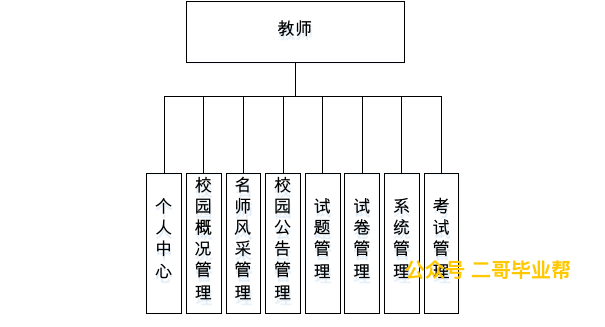 教师
个人中心
校园概况管理
名师风采管理
校园公告管理
试题管理
试卷管理
系统管理
考试管理
公众号 二哥毕业帮